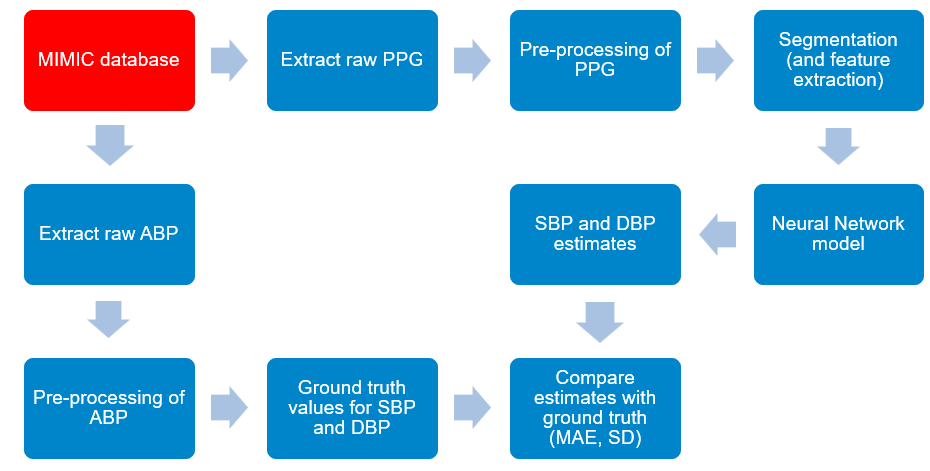 MIMIC database
Extract raw PPG
Pre-processing of
PPG
Segmentation
(and feature
extraction)
Extract raw ABP
SBP and DBP
estimates
Neural Network
model
Pre-processing of
ABP
Ground truth
values for SBP
and DBP
Compare
estimates with
ground truth
(MAE, SD)